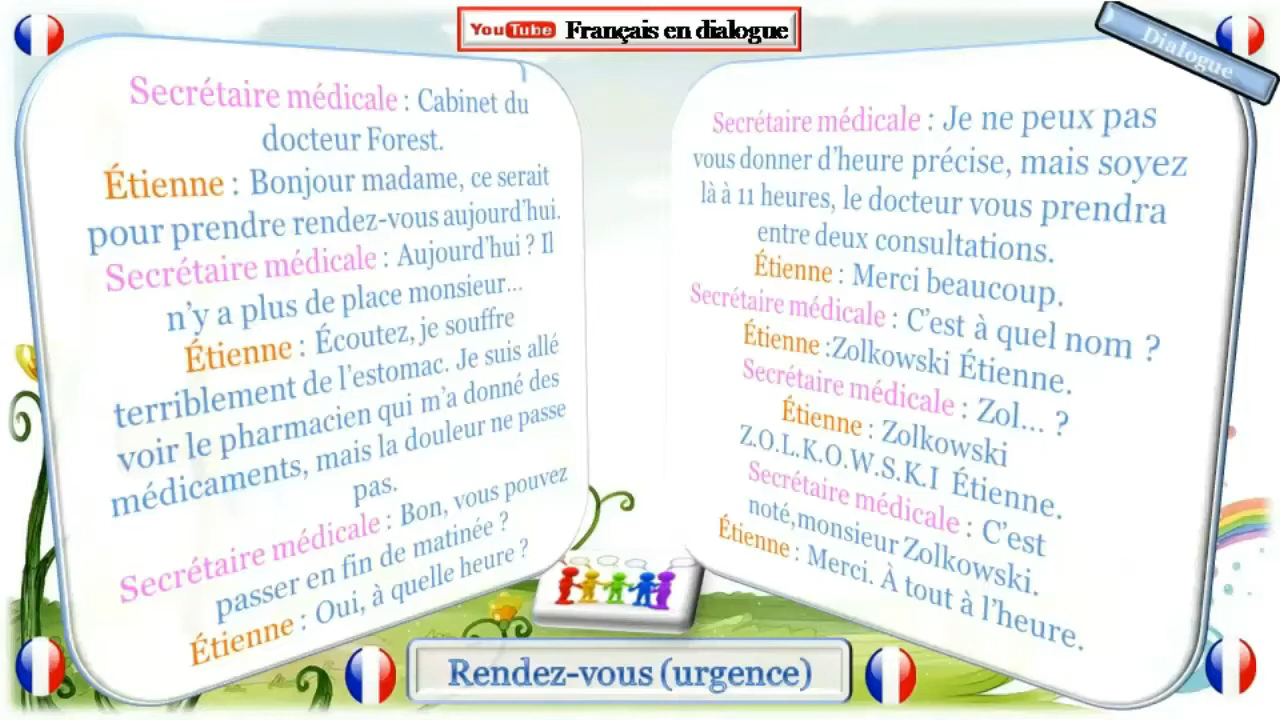 YouTube Français en dialogue
Dialogue
Secrétaire médicale : Cabinet du
docteur Forest.
Étienne : Bonjour madame, ce serait
pour prendre rendez-vous aujourd'hui.
Secrétaire médicale : Aujourd'hui ? Il
n'y a plus de place monsieur...
Étienne : Écoutez, je souffre
terriblement de l'estomac. Je suis allé
voir le pharmacien qui m'a donné des
médicaments, mais la douleur ne passe
pas.
Secrétaire médicale : Bon, vous pouvez
passer en fin de matinée ?
Étienne : Oui, à quelle heure ?
Secrétaire médicale : Je ne peux pas
vous donner d'heure précise, mais soyez
là à 11 heures, le docteur vous prendra
entre deux consultations.
Étienne : Merci beaucoup.
Secrétaire médicale : C'est à quel nom ?
Étienne :Zolkowski Étienne.
Secrétaire médicale : Zol... ?
Étienne : Zolkowski
Z.O.L.K.O.W.S.K.I Étienne.
Secrétaire médicale : C'est
noté,monsieur Zolkowski.
Étienne : Merci. À tout à l'heure.
Rendez-vous (urgence)